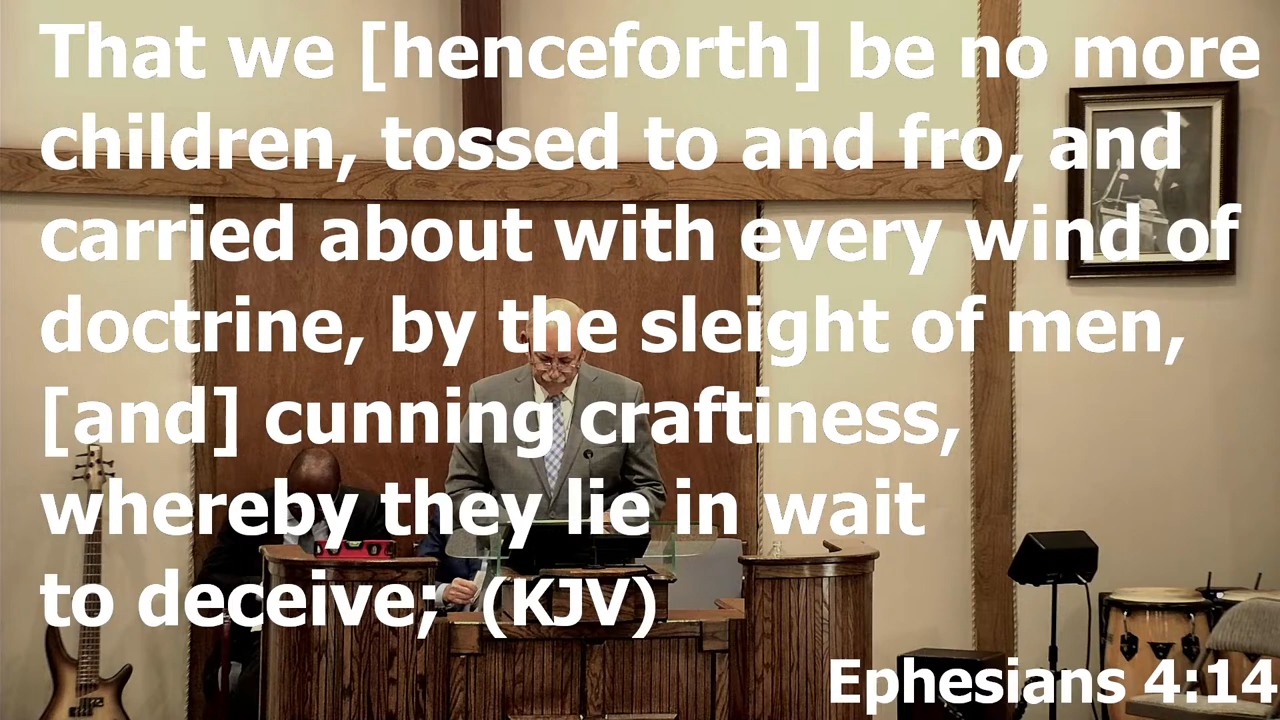 That we [henceforth] be no more
children, tossed to and fro, and
carried about with every wind of
doctrine, by the sleight of men,
[and] cunning craftiness,
whereby they lie in wait
to deceive; (KJV)
Ephesians 4:14